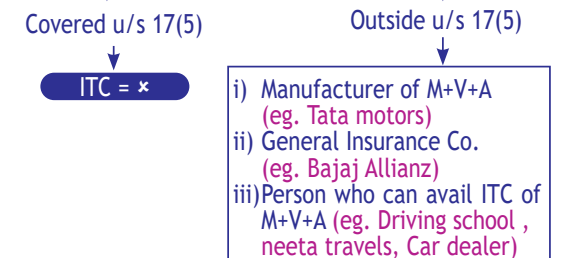 Covered u/s 17(5)
Outside u/s 17(5)
ITC = ×
i) Manufacturer of M+V+A
(eg. Tata motors)
ii) General Insurance Co.
(eg. Bajaj Allianz)
iii)Person who can avail ITC of
M+V+A (eg. Driving school ,
neeta travels, Car dealer)